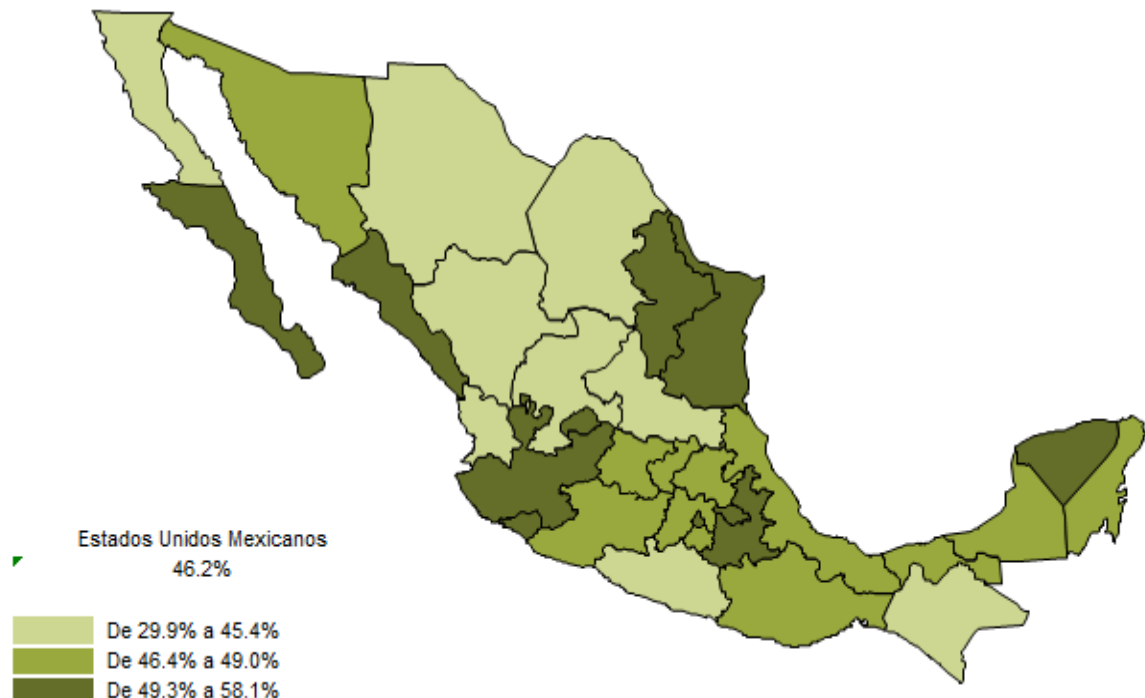 Estados Unidos Mexicanos
46.2%
De 29.9% a 45.4%
De 46.4% a 49.0%
De 49.3% a 58.1%